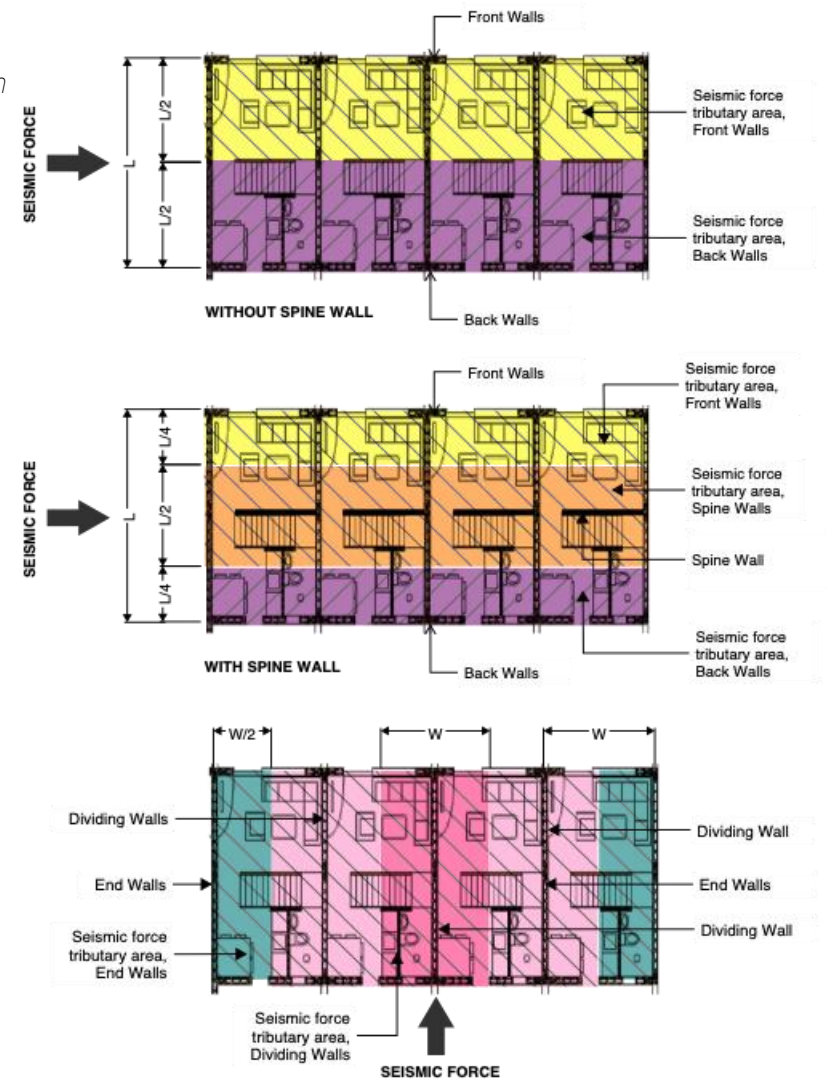 Front Walls
SEISMIC FORCE
L
L/2
L/2
Seismic force
tributary area,
Front Walls
Seismic force
tributary area,
Back Walls
WITHOUT SPINE WALL
Back Walls
Front Walls
Seismic force
tributary area,
Front Walls
SEISMIC FORCE
L
L/4
L/2
L/4
Seismic force
tributary area,
Spine Walls
Spine Wall
Seismic force
tributary area,
Back Walls
WITH SPINE WALL
Back Walls
W/2
W
W
Dividing Walls
Dividing Wall
End Walls
End Walls
Dividing Wall
Seismic force
tributary area,
End Walls
Seismic force
tributary area,
Dividing Walls
SEISMIC FORCE